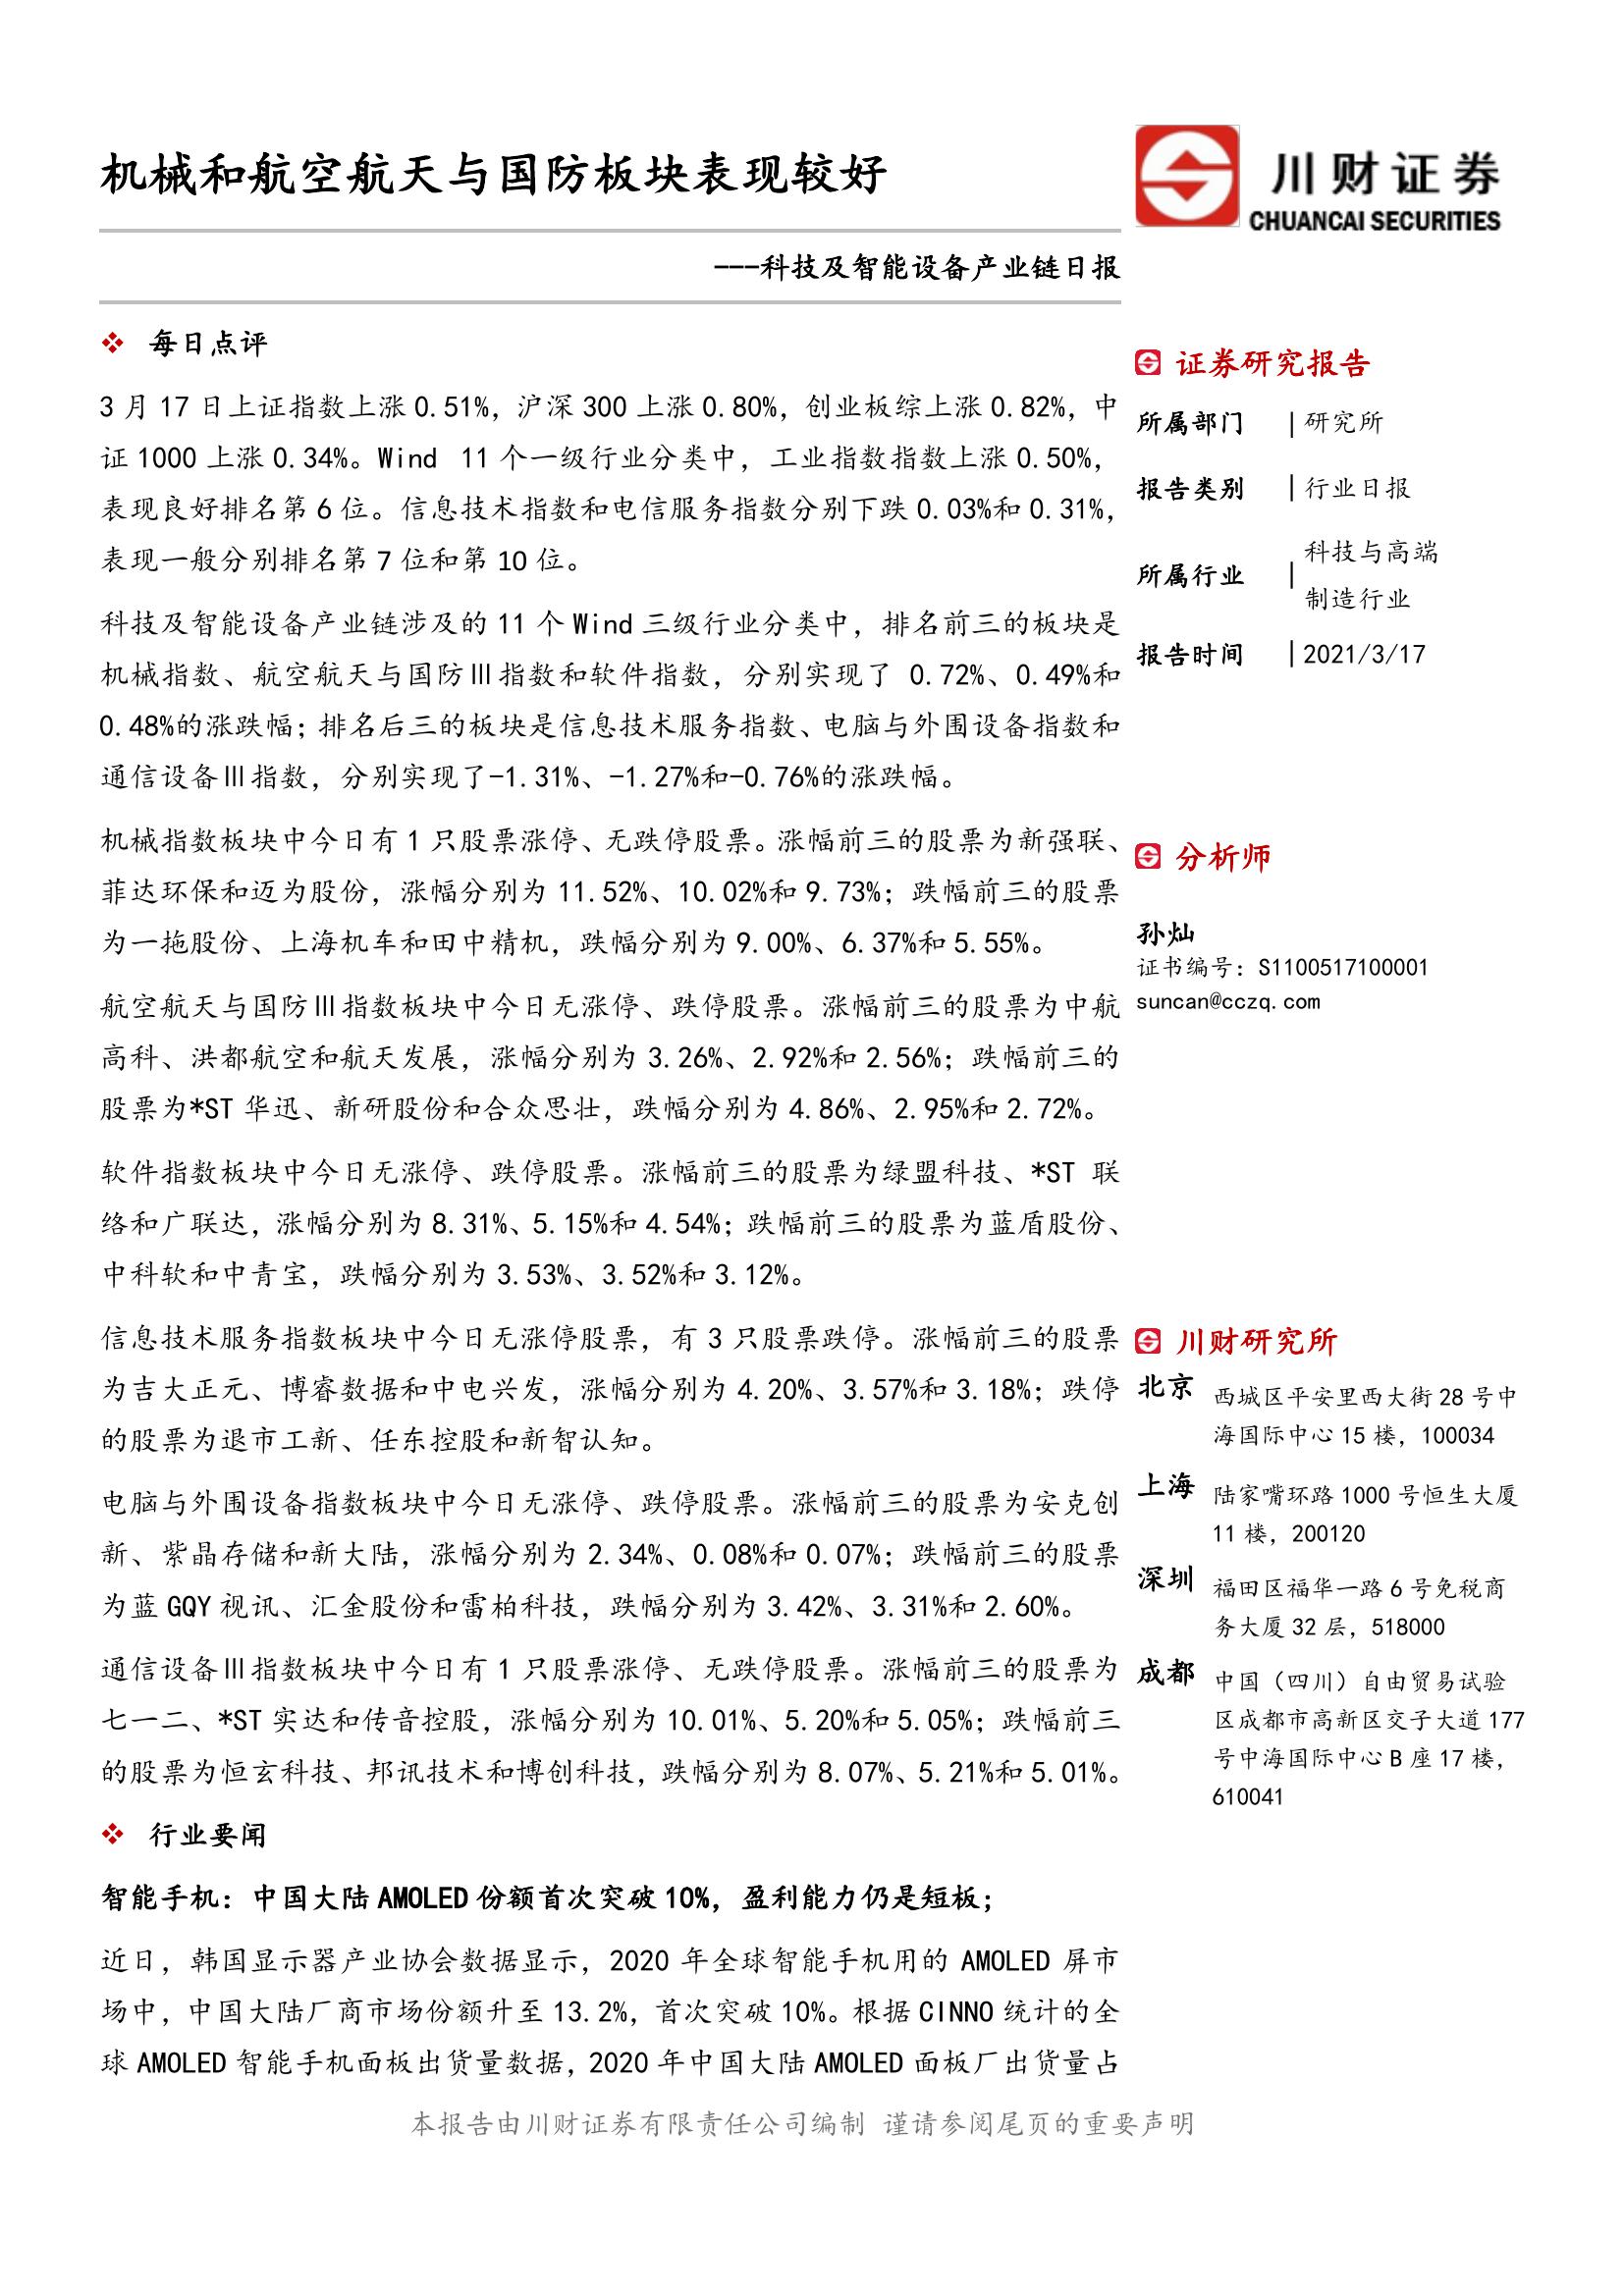 机械和航空航天与国防板块表现较好
---科技及智能设备产业链日报
川财证券
CHUANCAI SECURITIES
❖ 每日点评
3 月 17 日上证指数上涨 0.51%，沪深 300 上涨 0.80%，创业板综上涨 0.82%，中
证 1000 上涨 0.34%。Wind 11 个一级行业分类中，工业指数指数上涨 0.50%，
表现良好排名第 6 位。信息技术指数和电信服务指数分别下跌 0.03%和 0.31%，
表现一般分别排名第 7 位和第 10 位。
科技及智能设备产业链涉及的 11 个 Wind 三级行业分类中，排名前三的板块是
机械指数、航空航天与国防Ⅲ指数和软件指数，分别实现了 0.72%、0.49%和
0.48%的涨跌幅；排名后三的板块是信息技术服务指数、电脑与外围设备指数和
通信设备Ⅲ指数，分别实现了-1.31%、-1.27%和-0.76%的涨跌幅。
机械指数板块中今日有 1 只股票涨停、无跌停股票。涨幅前三的股票为新强联、
菲达环保和迈为股份，涨幅分别为 11.52%、10.02%和 9.73%；跌幅前三的股票
为一拖股份、上海机车和田中精机，跌幅分别为 9.00%、6.37%和 5.55%。
航空航天与国防Ⅲ指数板块中今日无涨停、跌停股票。涨幅前三的股票为中航
高科、洪都航空和航天发展，涨幅分别为 3.26%、2.92%和 2.56%；跌幅前三的
股票为*ST 华迅、新研股份和合众思壮，跌幅分别为 4.86%、2.95%和 2.72%。
软件指数板块中今日无涨停、跌停股票。涨幅前三的股票为绿盟科技、*ST 联
络和广联达，涨幅分别为 8.31%、5.15%和 4.54%；跌幅前三的股票为蓝盾股份、
中科软和中青宝，跌幅分别为 3.53%、3.52%和 3.12%。
信息技术服务指数板块中今日无涨停股票，有 3 只股票跌停。涨幅前三的股票
为吉大正元、博睿数据和中电兴发，涨幅分别为 4.20%、3.57%和 3.18%；跌停
的股票为退市工新、任东控股和新智认知。
电脑与外围设备指数板块中今日无涨停、跌停股票。涨幅前三的股票为安克创
新、紫晶存储和新大陆，涨幅分别为 2.34%、0.08%和 0.07%；跌幅前三的股票
为蓝 GQY 视讯、汇金股份和雷柏科技，跌幅分别为 3.42%、3.31%和 2.60%。
通信设备Ⅲ指数板块中今日有 1 只股票涨停、无跌停股票。涨幅前三的股票为
七一二、*ST 实达和传音控股，涨幅分别为 10.01%、5.20%和 5.05%；跌幅前三
的股票为恒玄科技、邦讯技术和博创科技，跌幅分别为 8.07%、5.21%和 5.01%。
❖ 行业要闻
智能手机：中国大陆 AMOLED 份额首次突破 10%，盈利能力仍是短板；
近日，韩国显示器产业协会数据显示，2020 年全球智能手机用的 AMOLED 屏市
场中，中国大陆厂商市场份额升至 13.2%，首次突破 10%。根据 CINNO 统计的全
球 AMOLED 智能手机面板出货量数据，2020 年中国大陆 AMOLED 面板厂出货量占
证券研究报告
所属部门 | 研究所
报告类别 | 行业日报
所属行业 | 科技与高端
制造行业
报告时间 | 2021/3/17
分析师
孙灿
证书编号：S1100517100001
suncan@cczq.com
川财研究所
北京 西城区平安里西大街 28 号中
海国际中心 15 楼，100034
上海 陆家嘴环路 1000 号恒生大厦
11 楼，200120
深圳 福田区福华一路 6 号免税商
务大厦 32 层，518000
成都 中国（四川）自由贸易试验
区成都市高新区交子大道 177
号中海国际中心 B 座 17 楼，
610041
本报告由川财证券有限责任公司编制 谨请参阅尾页的重要声明